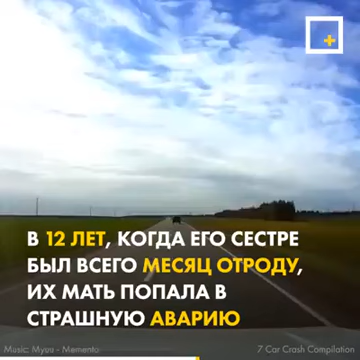 В 12 ЛЕТ, КОГДА ЕГО СЕСТРЕ
БЫЛ ВСЕГО МЕСЯЦ ОТРОДУ,
ИХ МАТЬ ПОПАЛА В
СТРАШНУЮ АВАРИЮ
Music: Myuu - Memento
7 Car Crash Compilation